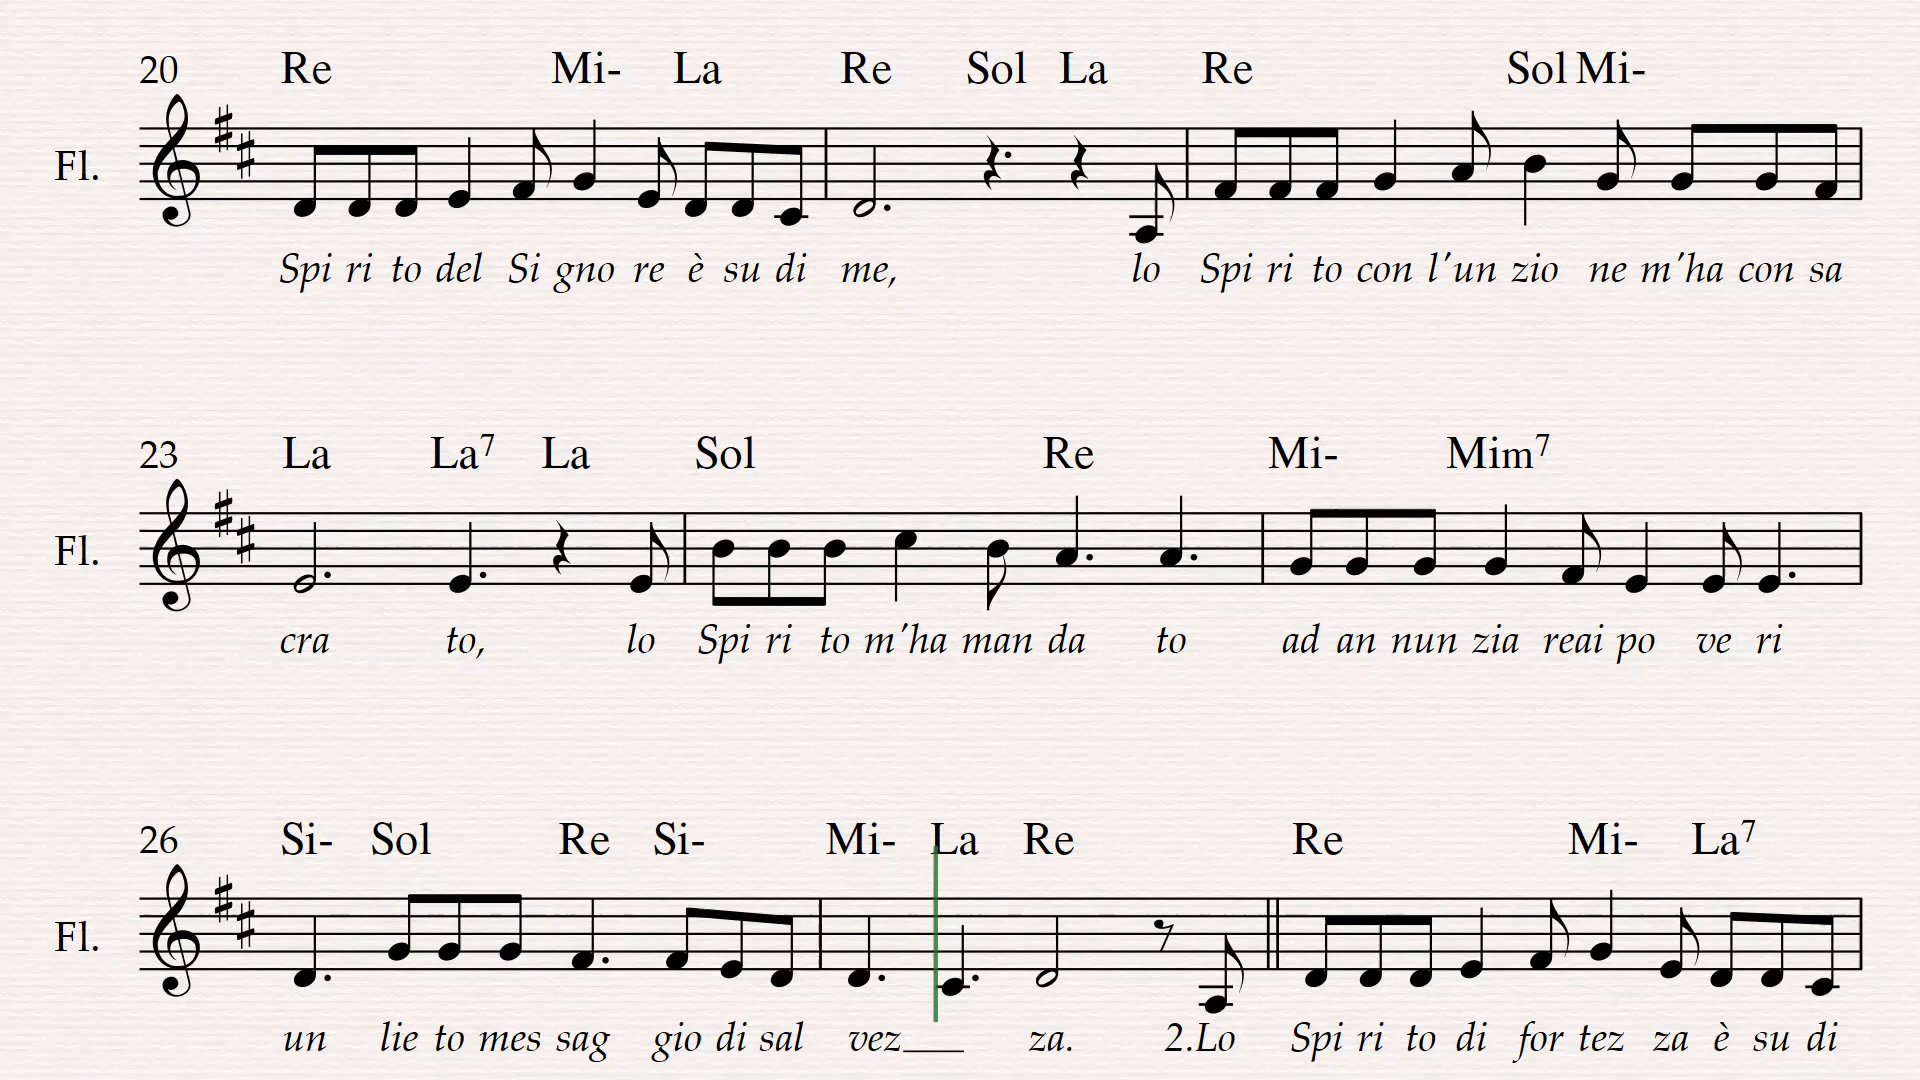 20 Re Mi- La Re Sol La Re Sol Mi-
Fl.
Spi ri to del Si gno re è su di me, lo Spi ri to con l'un zio ne m'ha con sa
23 La La7 La Sol Re Mi- Mim7
Fl.
cra to, lo Spi ri to m'ha man da to ad an nun zia reai po ve ri
26 Si- Sol Re Si- Mi- La Re Re Mi- La7
Fl.
un lie to mes sag gio di sal vez___ za. 2.Lo Spi ri to di for tez za è su di